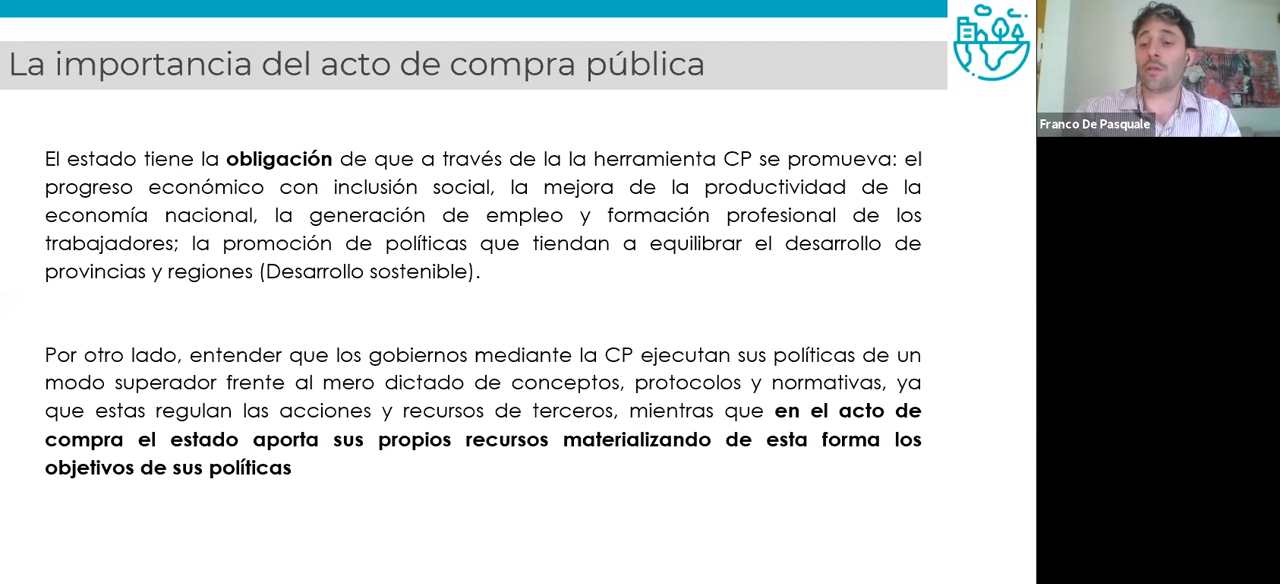 La importancia del acto de compra pública
Franco De Pasquale
El estado tiene la obligación de que a través de la la herramienta CP se promueva: el
progreso económico con inclusión social, la mejora de la productividad de la
economía nacional, la generación de empleo y formación profesional de los
trabajadores; la promoción de políticas que tiendan a equilibrar el desarrollo de
provincias y regiones (Desarrollo sostenible).
Por otro lado, entender que los gobiernos mediante la CP ejecutan sus políticas de un
modo superador frente al mero dictado de conceptos, protocolos y normativas, ya
que estas regulan las acciones y recursos de terceros, mientras que en el acto de
compra el estado aporta sus propios recursos materializando de esta forma los
objetivos de sus políticas